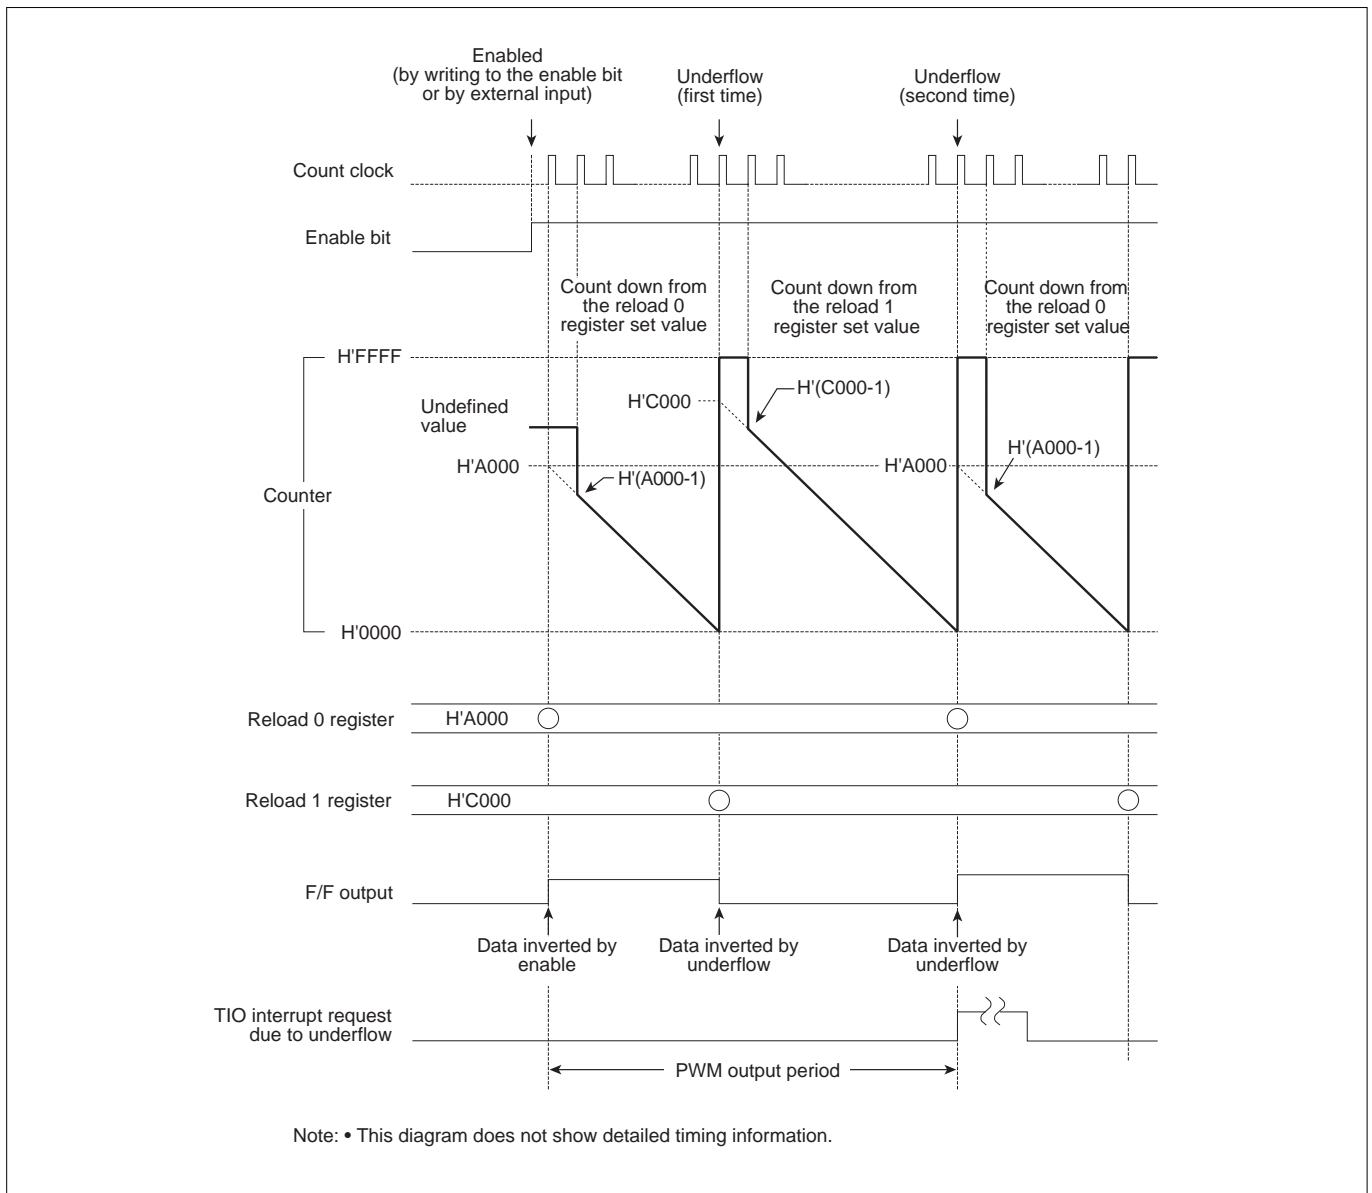 Enabled
(by writing to the enable bit
or by external input)
Underflow
(first time)
Underflow
(second time)
Count clock
Enable bit
Count down from
the reload 0
register set value
Count down from
the reload 1
register set value
Count down from
the reload 0
register set value
H'FFFF
H'C000
H'(C000-1)
Undefined
value
H'A000
H'(A000-1)
H'A000
H'(A000-1)
Counter
H'0000
Reload 0 register
H'A000
Reload 1 register
H'C000
F/F output
Data inverted by
enable
Data inverted by
underflow
Data inverted by
underflow
TIO interrupt request
due to underflow
PWM output period
Note: • This diagram does not show detailed timing information.